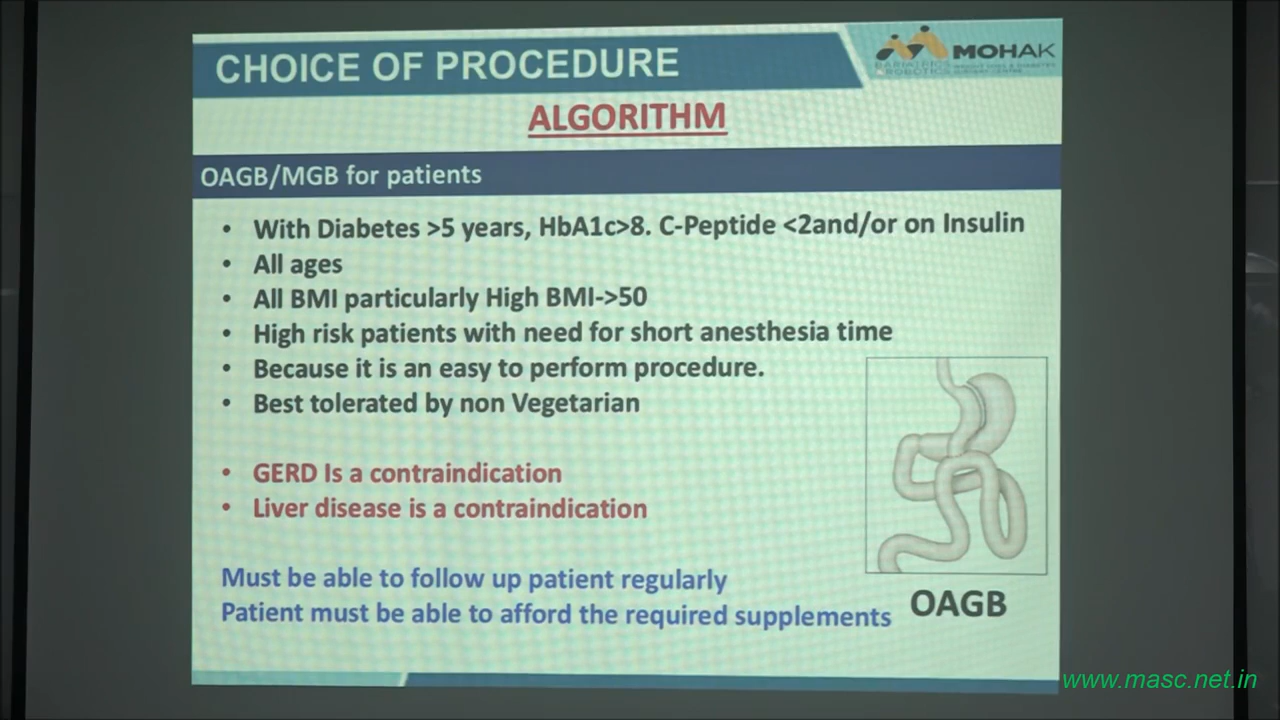 CHOICE OF PROCEDURE
MOHAK
BARIATRICS
& ROBOTICS
ALGORITHM
OAGB/MGB for patients
• With Diabetes >5 years, HbA1c>8. C-Peptide <2and/or on Insulin
• All ages
• All BMI particularly High BMI->50
• High risk patients with need for short anesthesia time
• Because it is an easy to perform procedure.
• Best tolerated by non Vegetarian
• GERD Is a contraindication
• Liver disease is a contraindication
Must be able to follow up patient regularly
Patient must be able to afford the required supplements
OAGB
www.masc.net.in